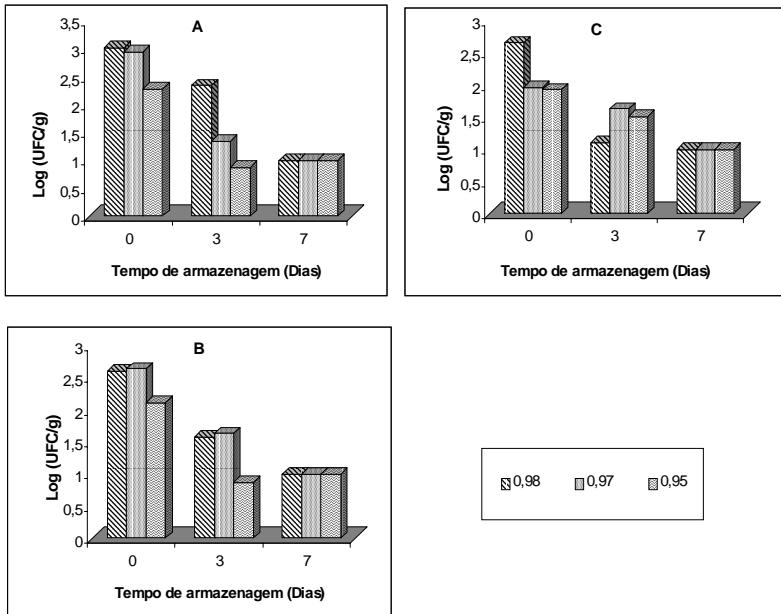 A
Log (UFC/g)
3,5
3
2,5
2
1,5
1
0,5
0
0 3 7
Tempo de armazenagem (Dias)
C
Log (UFC/g)
3
2,5
2
1,5
1
0,5
0
0 3 7
Tempo de armazenagem (Dias)
B
Log (UFC/g)
3
2,5
2
1,5
1
0,5
0
0 3 7
Tempo de armazenagem (Dias)
0,98 0,97 0,95